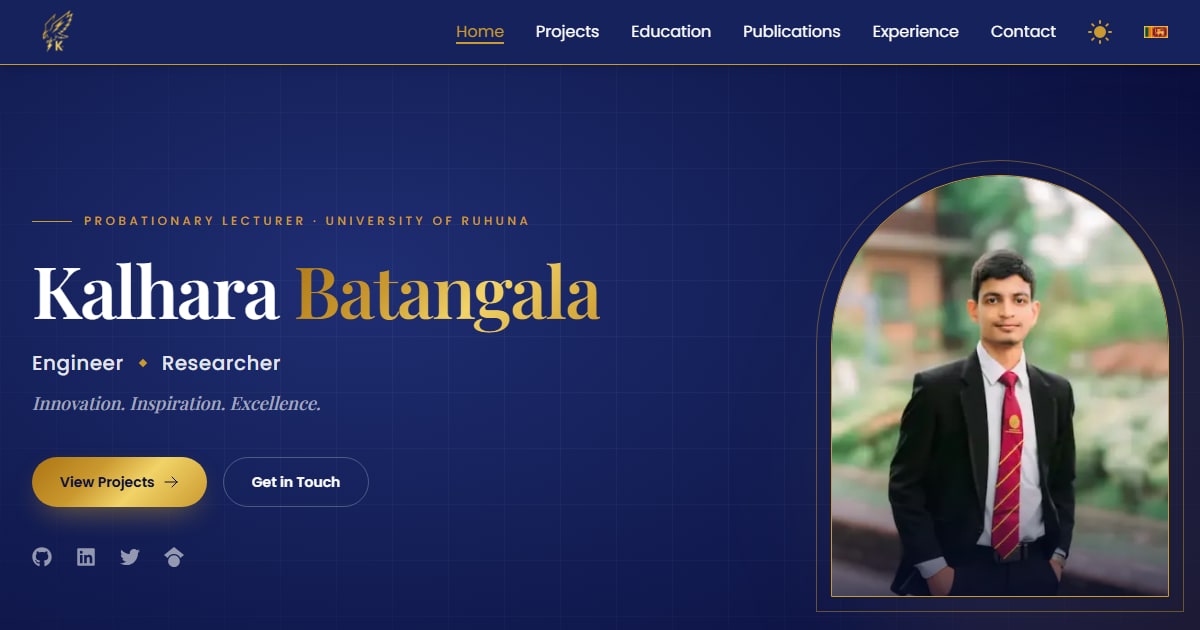 K
Home Projects Education Publications Experience Contact
PROBATIONARY LECTURER · UNIVERSITY OF RUHUNA
Kalhara Batangala
Engineer ◆ Researcher
Innovation. Inspiration. Excellence.
View Projects →
Get in Touch
in